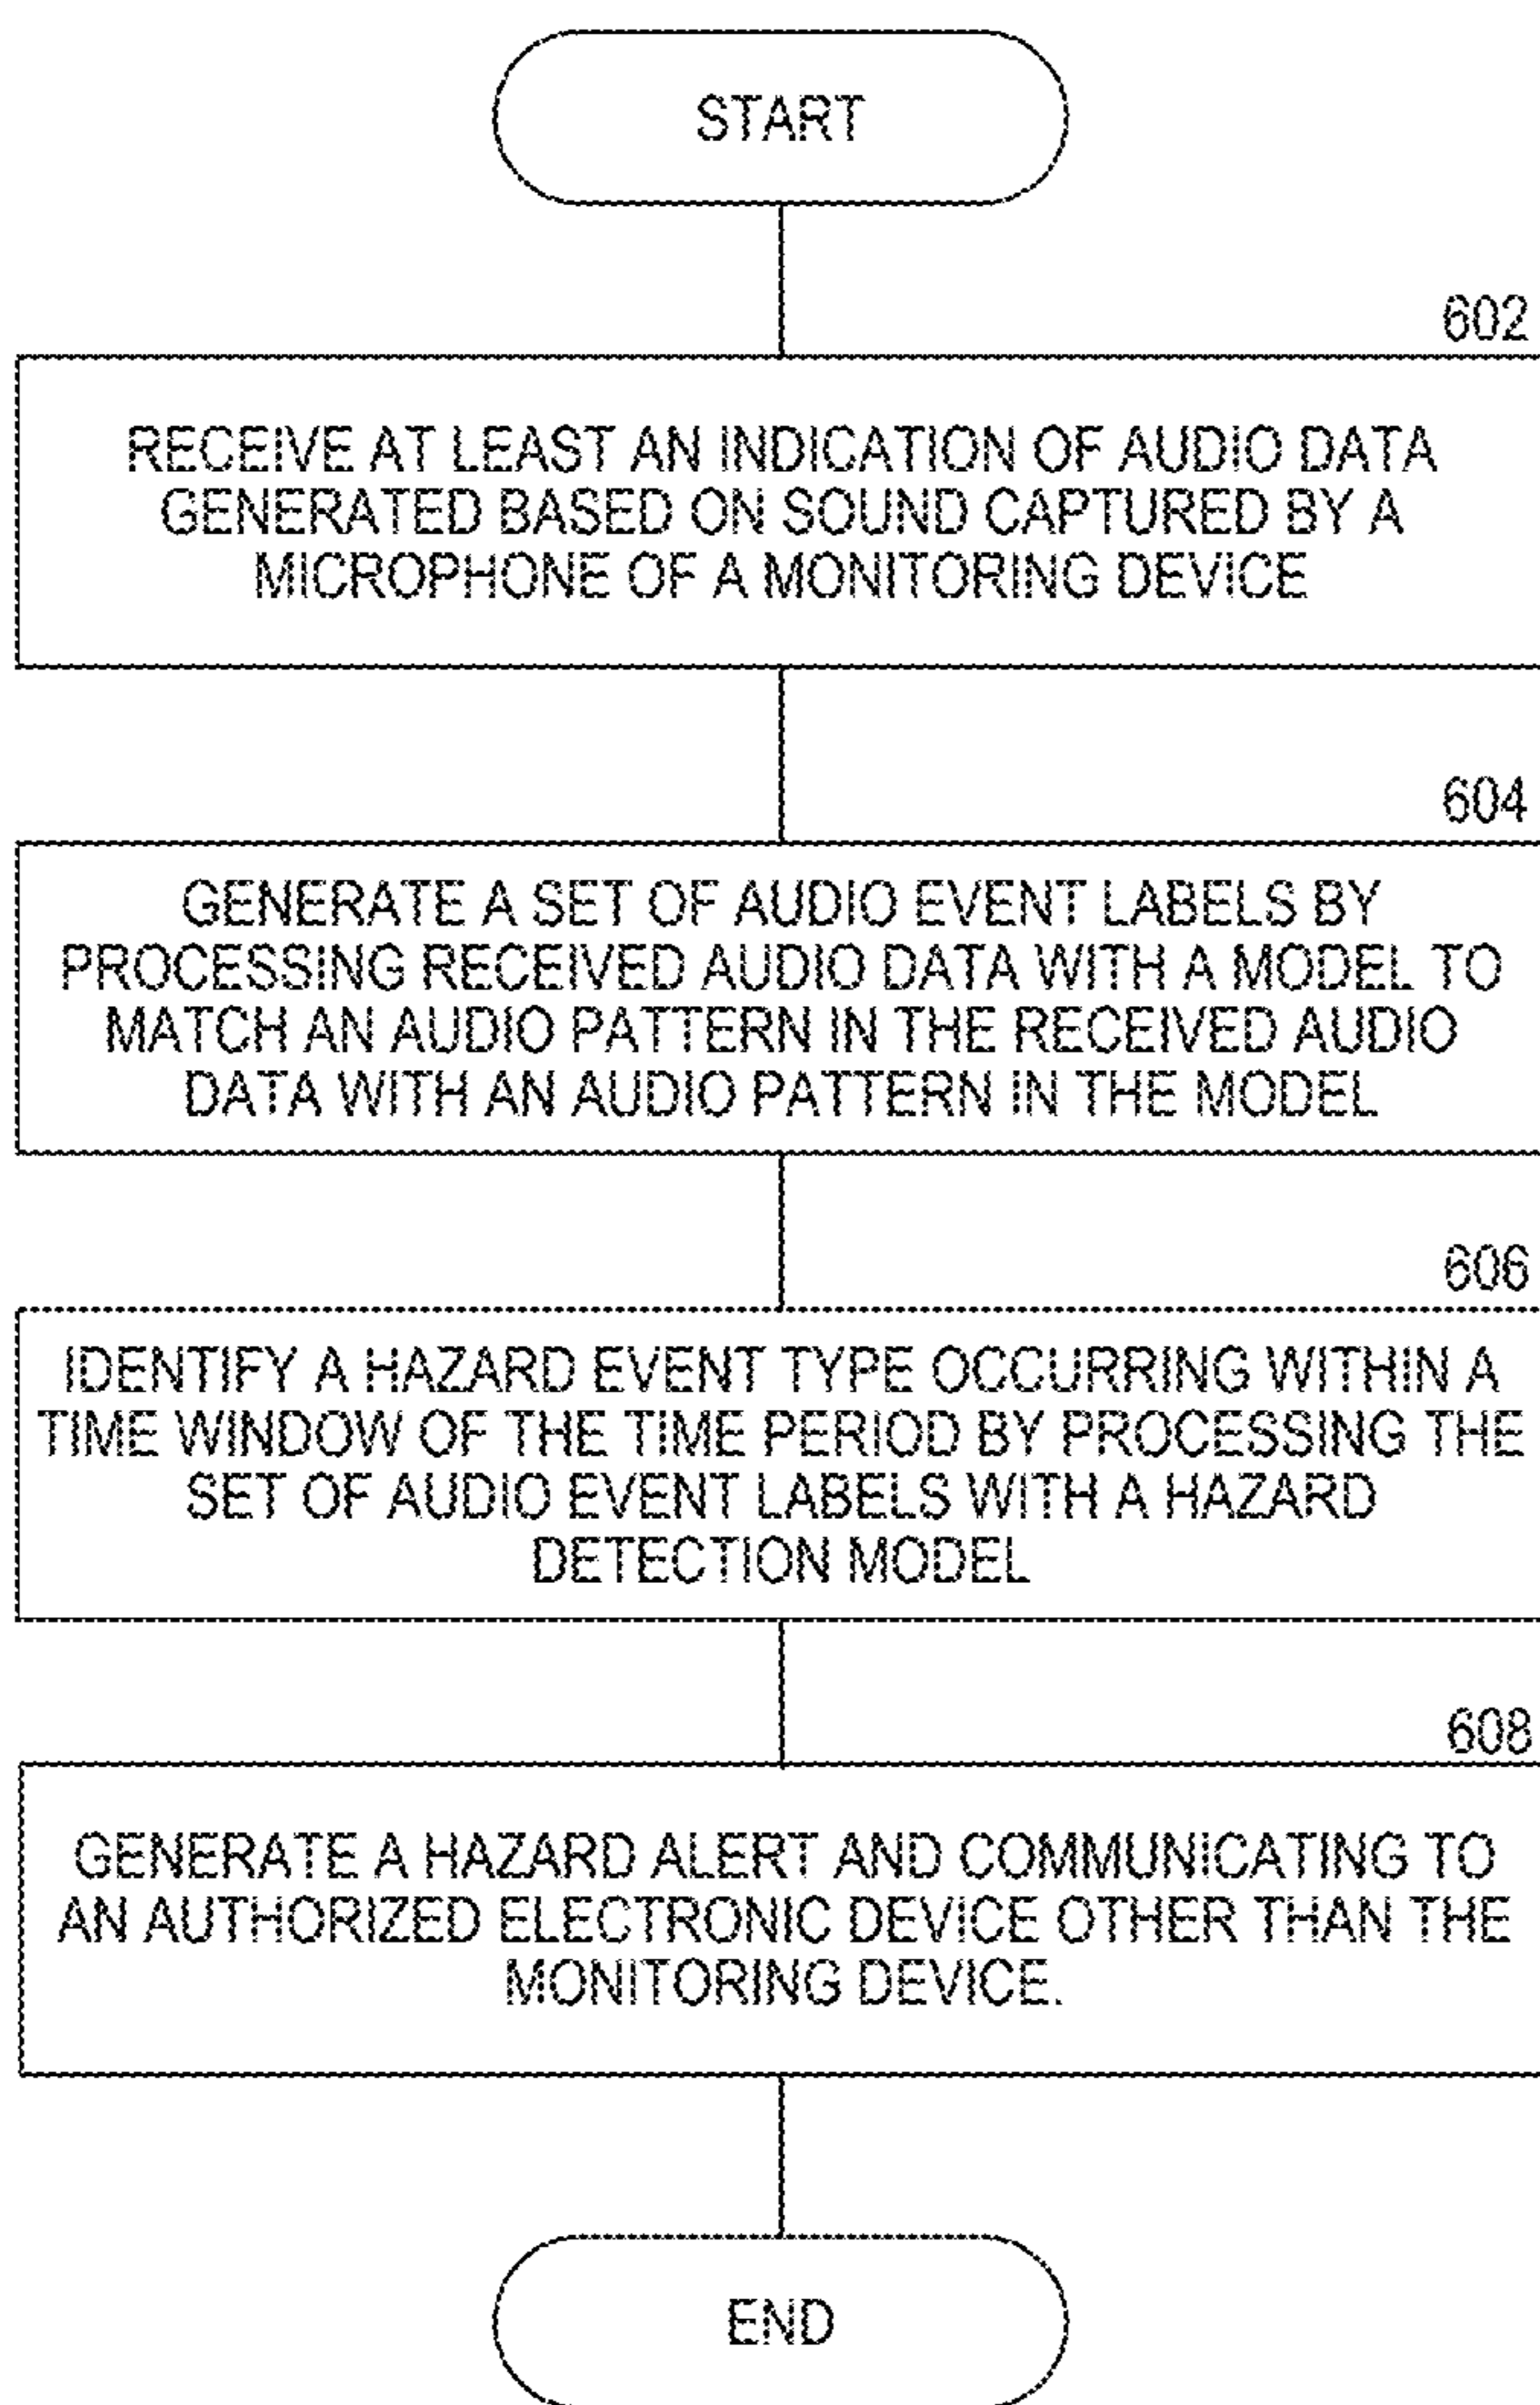 START
602
RECEIVE AT LEAST AN INDICATION OF AUDIO DATA
GENERATED BASED ON SOUND CAPTURED BY A
MICROPHONE OF A MONITORING DEVICE
604
GENERATE A SET OF AUDIO EVENT LABELS BY
PROCESSING RECEIVED AUDIO DATA WITH A MODEL TO
MATCH AN AUDIO PATTERN IN THE RECEIVED AUDIO
DATA WITH AN AUDIO PATTERN IN THE MODEL
606
IDENTIFY A HAZARD EVENT TYPE OCCURRING WITHIN A
TIME WINDOW OF THE TIME PERIOD BY PROCESSING THE
SET OF AUDIO EVENT LABELS WITH A HAZARD
DETECTION MODEL
608
GENERATE A HAZARD ALERT AND COMMUNICATING TO
AN AUTHORIZED ELECTRONIC DEVICE OTHER THAN THE
MONITORING DEVICE.
END